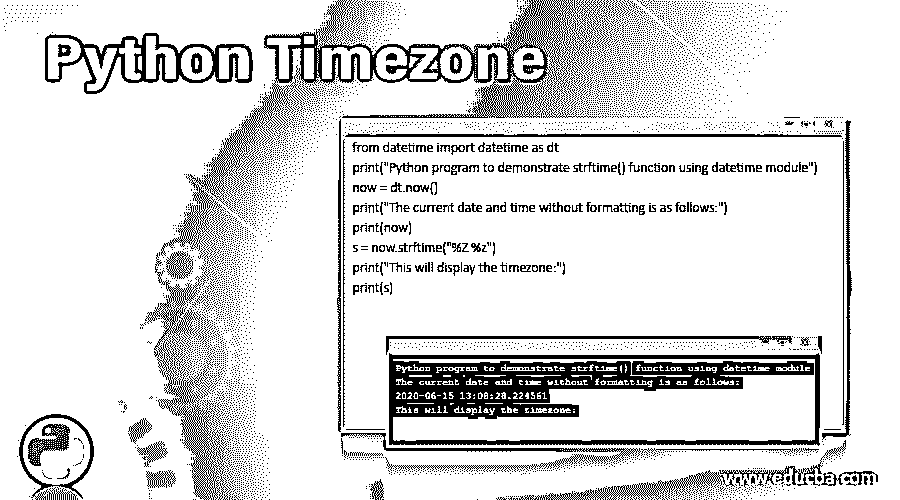 Python Timezone
from datetime import datetime as dt
print("Python program to demonstrate strftime() function using datetime module")
now = dt.now()
print("The current date and time without formatting is as follows:")
print(now)
s = now.strftime("%Z %z")
print("This will display the timezone:")
print(s)
Python program to demonstrate strftime() function using datetime module
The current date and time without formatting is as follows:
2020-06-15 13:08:28.224561
This will display the timezone:
www.educba.com